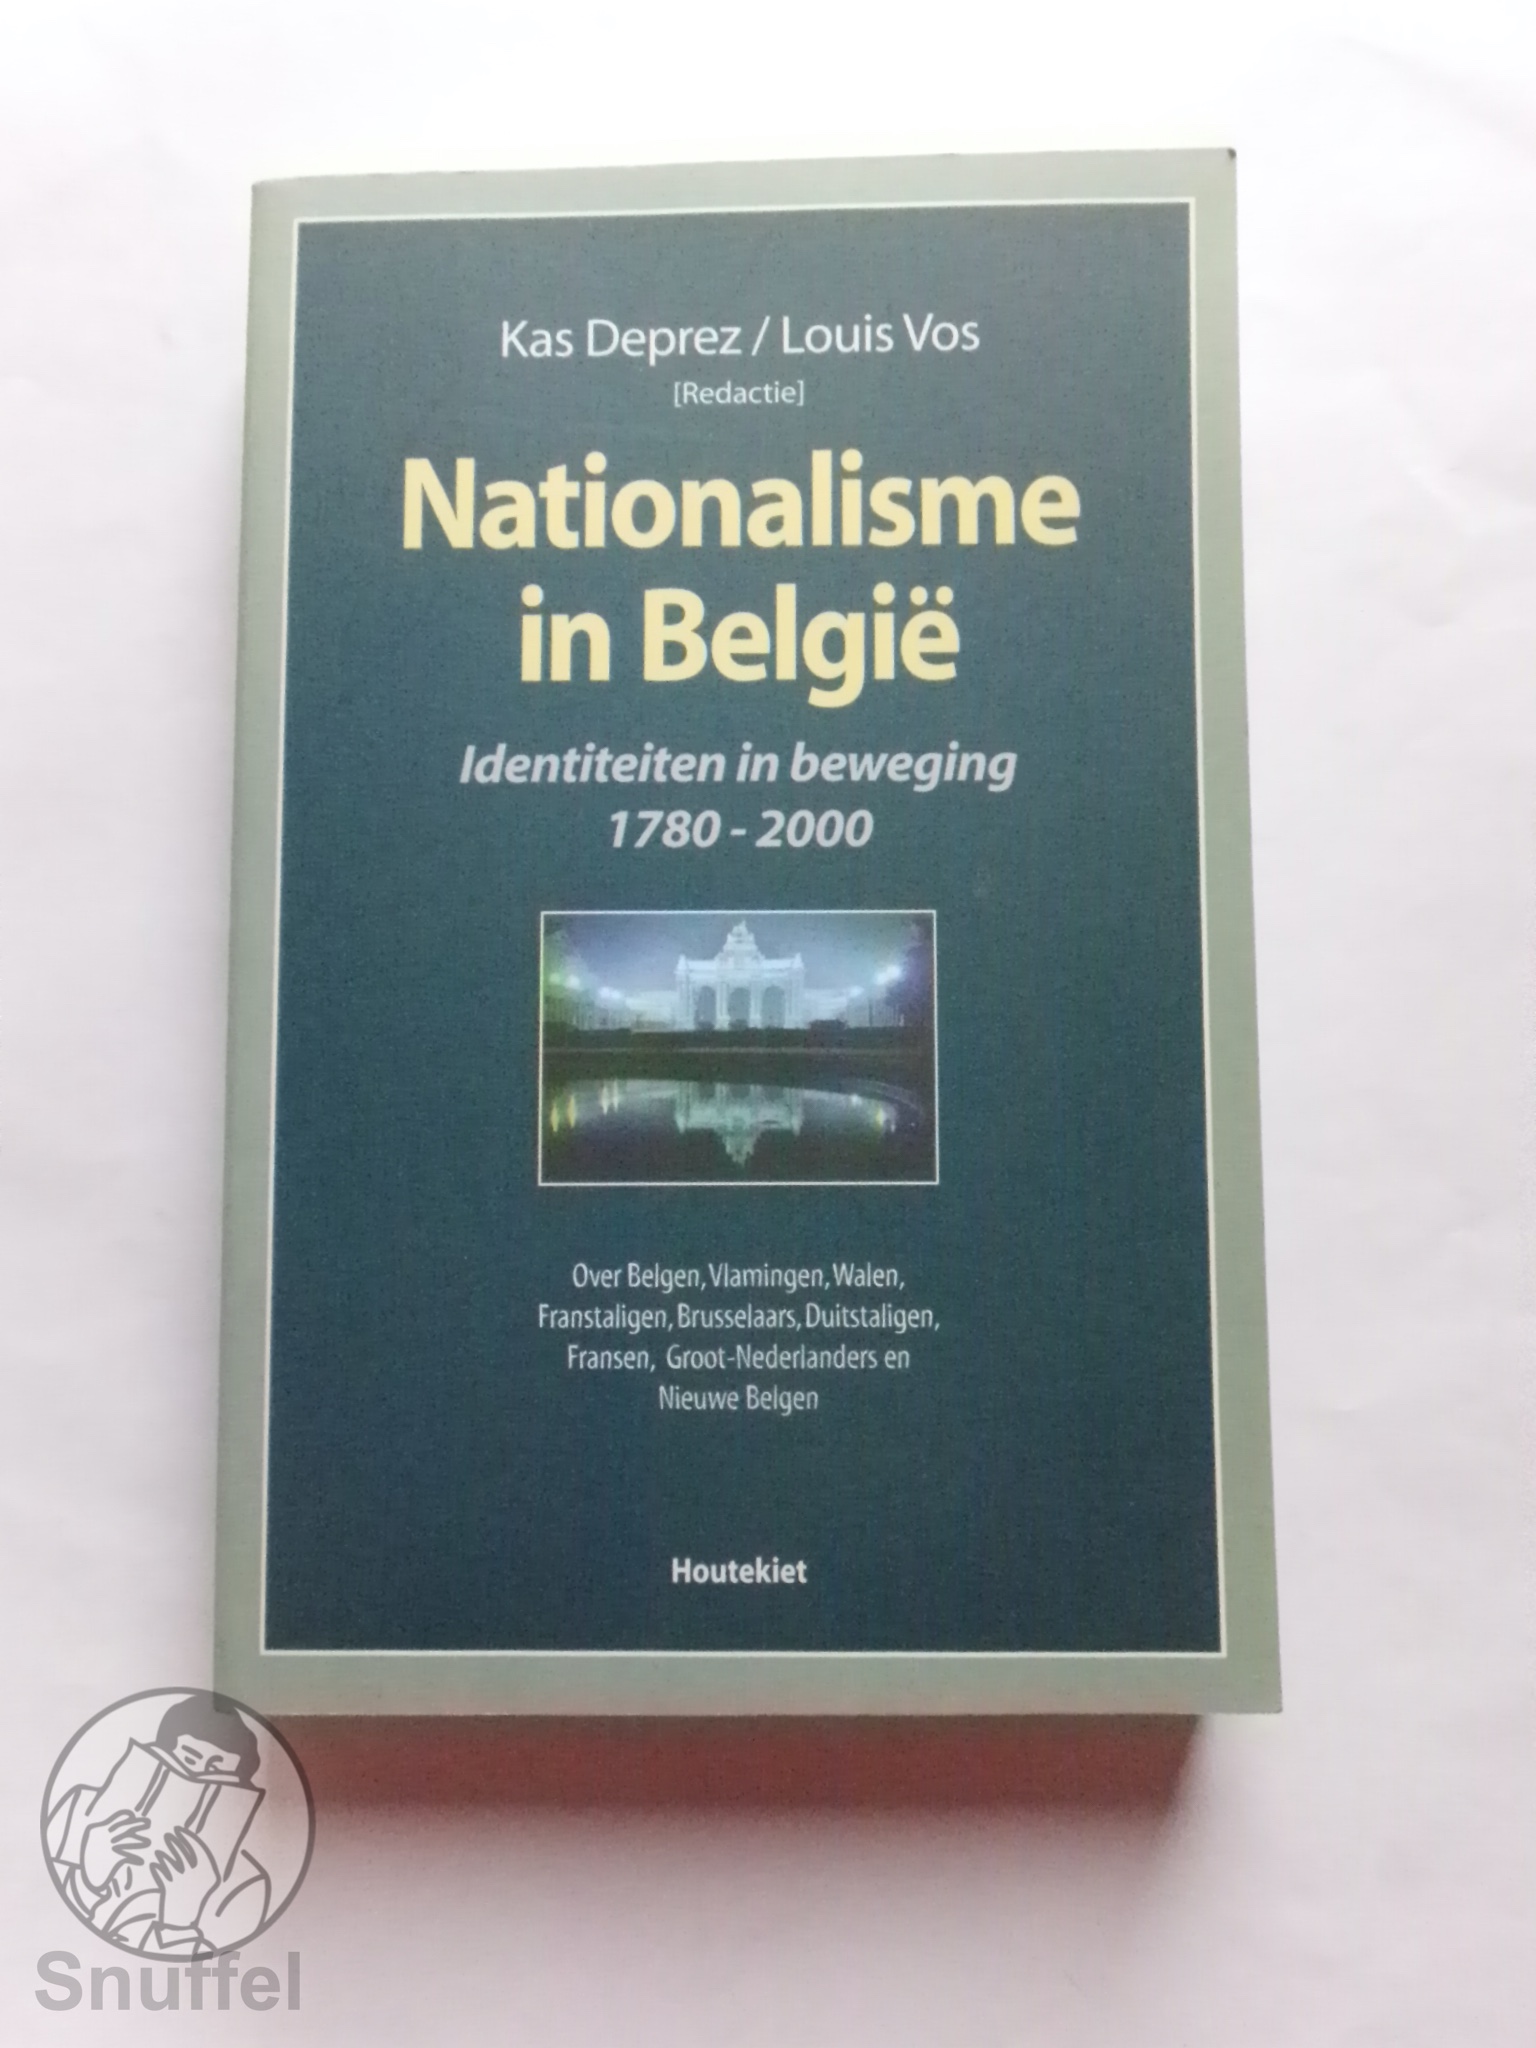 Kas Deprez / Louis Vos
[Redactie]
Nationalisme
in België
Identiteiten in beweging
1780 - 2000
Over Belgen, Vlamingen, Walen,
Franstaligen, Brusselaars, Duitstaligen,
Fransen, Groot-Nederlanders en
Nieuwe Belgen
Houtekiet
Snuffel